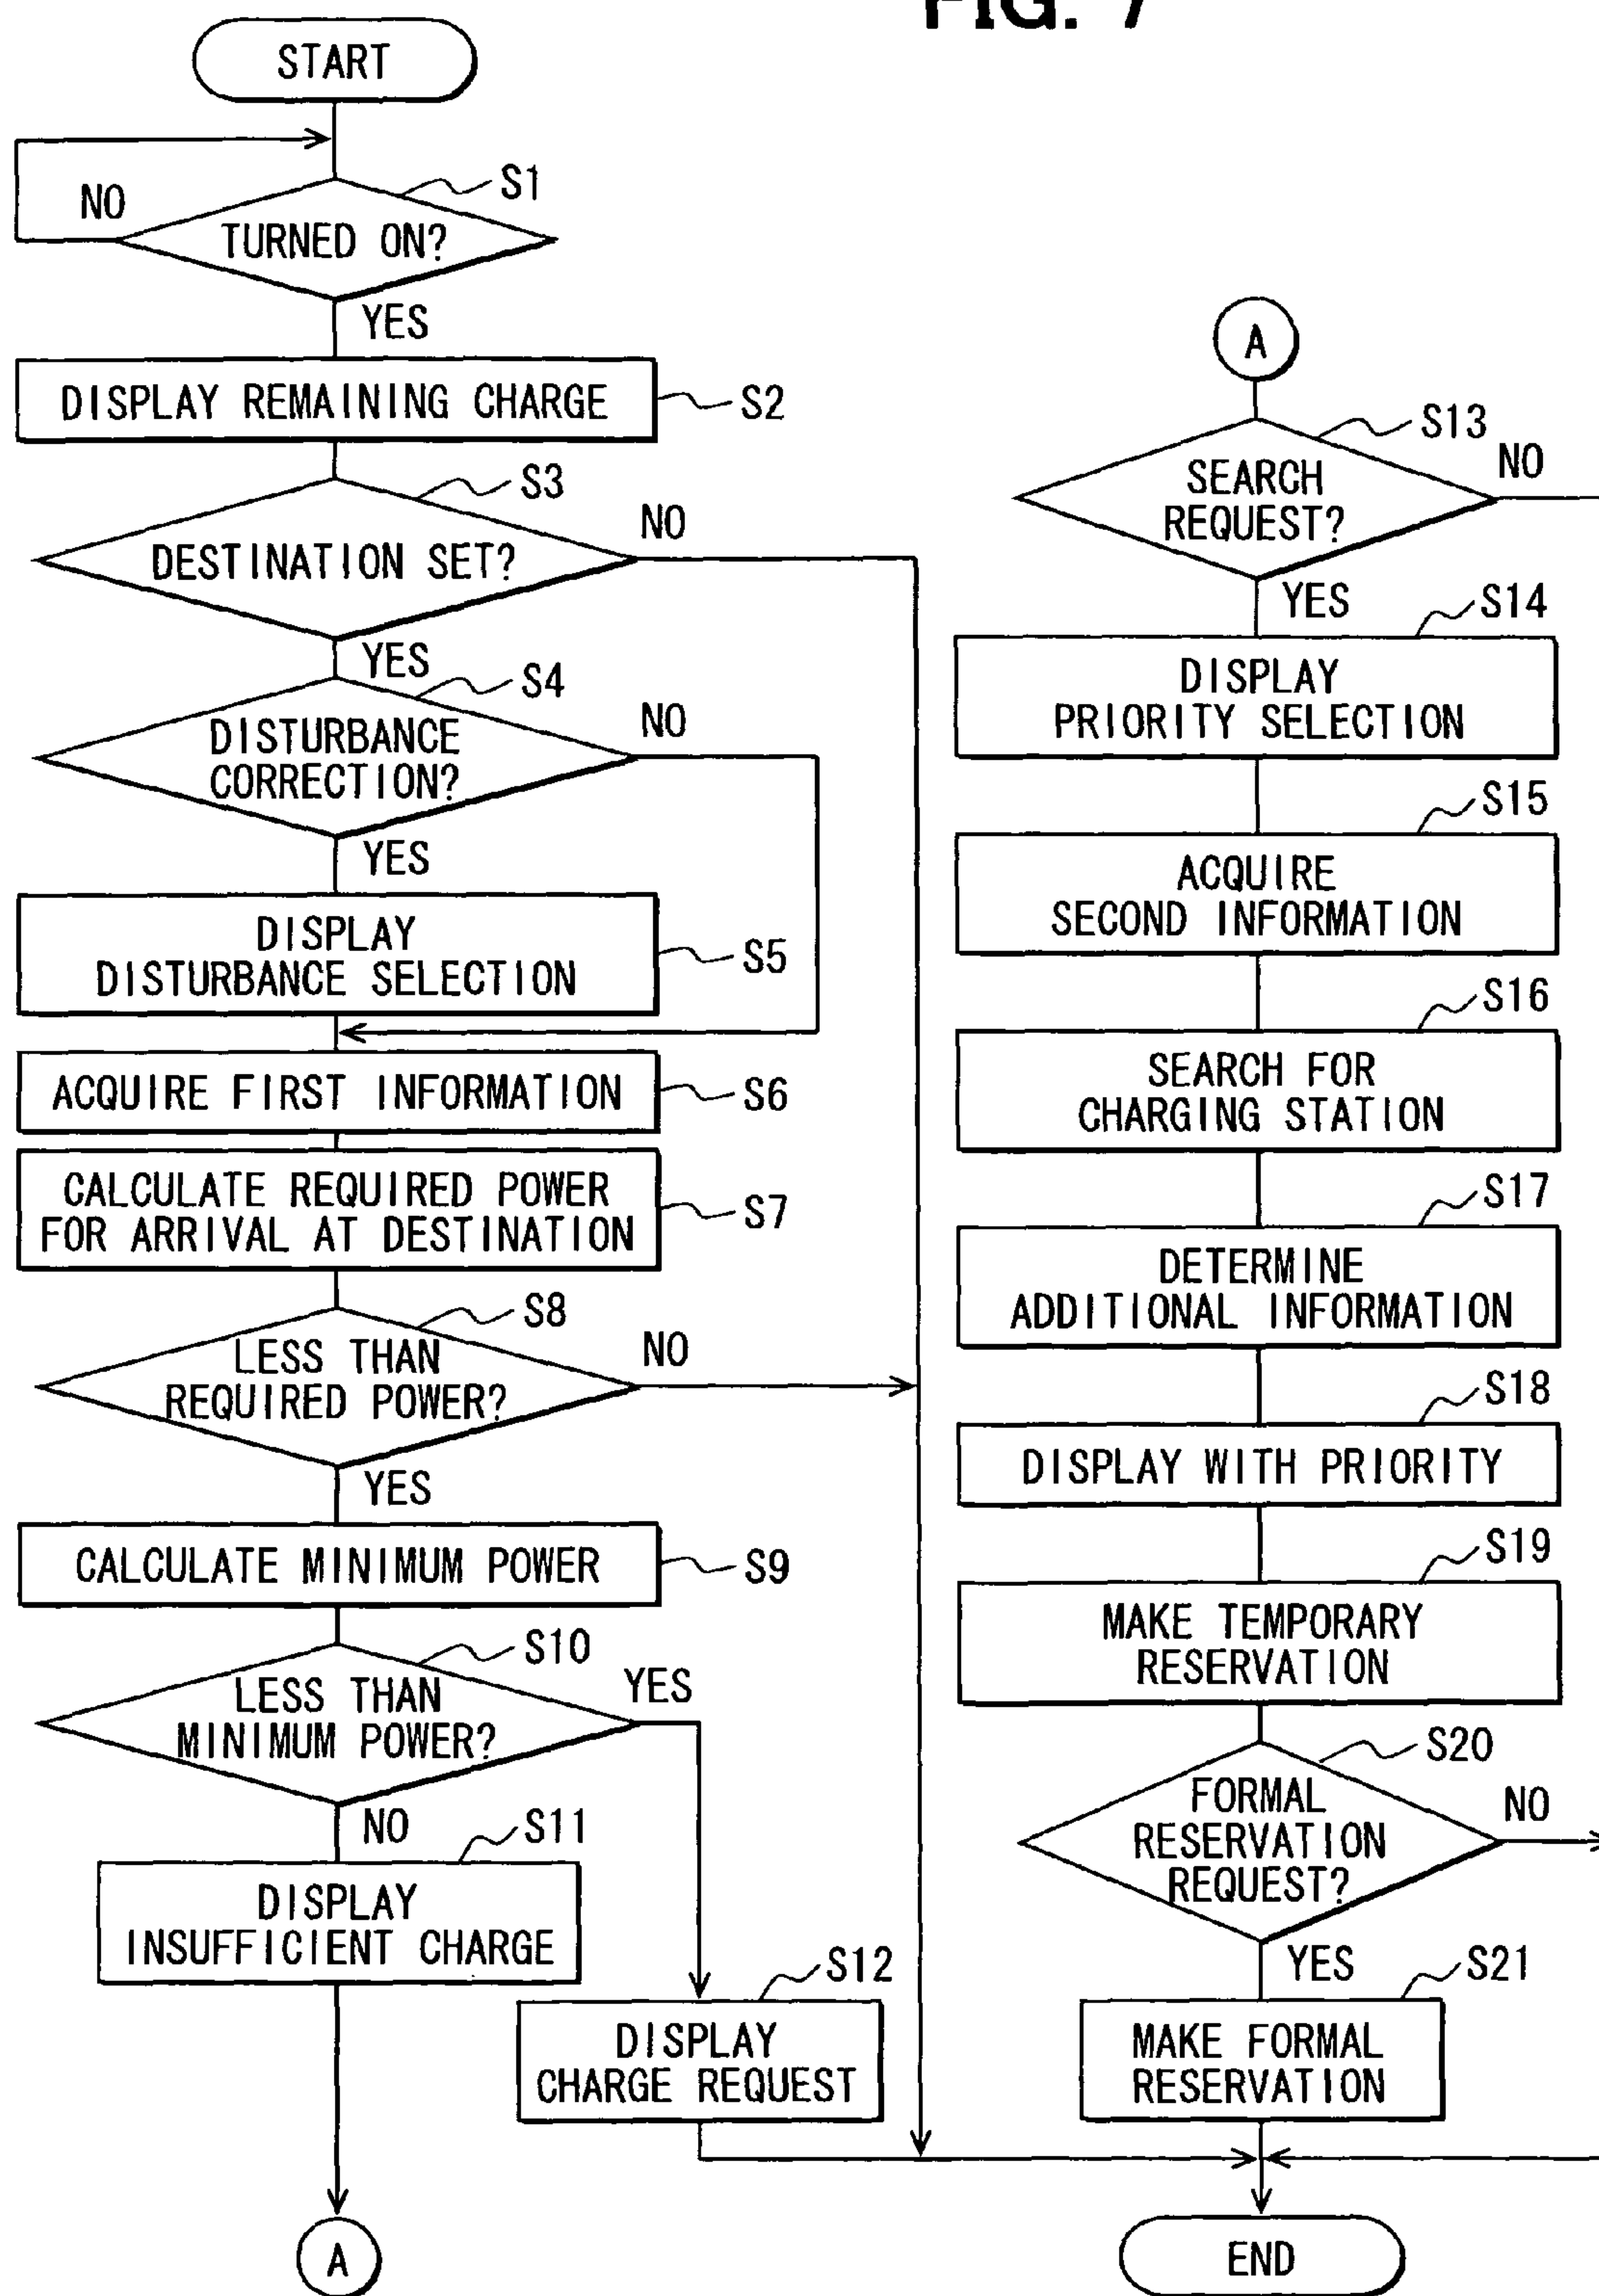 FIG. 7
START
S1
NO
TURNED ON?
YES
DISPLAY REMAINING CHARGE
S2
S3
NO
DESTINATION SET?
YES
S4
NO
DISTURBANCE
CORRECTION?
YES
DISPLAY
DISTURBANCE SELECTION
S5
ACQUIRE FIRST INFORMATION
S6
CALCULATE REQUIRED POWER
FOR ARRIVAL AT DESTINATION
S7
S8
NO
LESS THAN
REQUIRED POWER?
YES
CALCULATE MINIMUM POWER
S9
S10
YES
LESS THAN
MINIMUM POWER?
NO
S11
DISPLAY
INSUFFICIENT CHARGE
S12
DISPLAY
CHARGE REQUEST
A
A
S13
NO
SEARCH
REQUEST?
YES
S14
DISPLAY
PRIORITY SELECTION
S15
ACQUIRE
SECOND INFORMATION
S16
SEARCH FOR
CHARGING STATION
S17
DETERMINE
ADDITIONAL INFORMATION
S18
DISPLAY WITH PRIORITY
S19
MAKE TEMPORARY
RESERVATION
S20
NO
FORMAL
RESERVATION
REQUEST?
YES
S21
MAKE FORMAL
RESERVATION
END